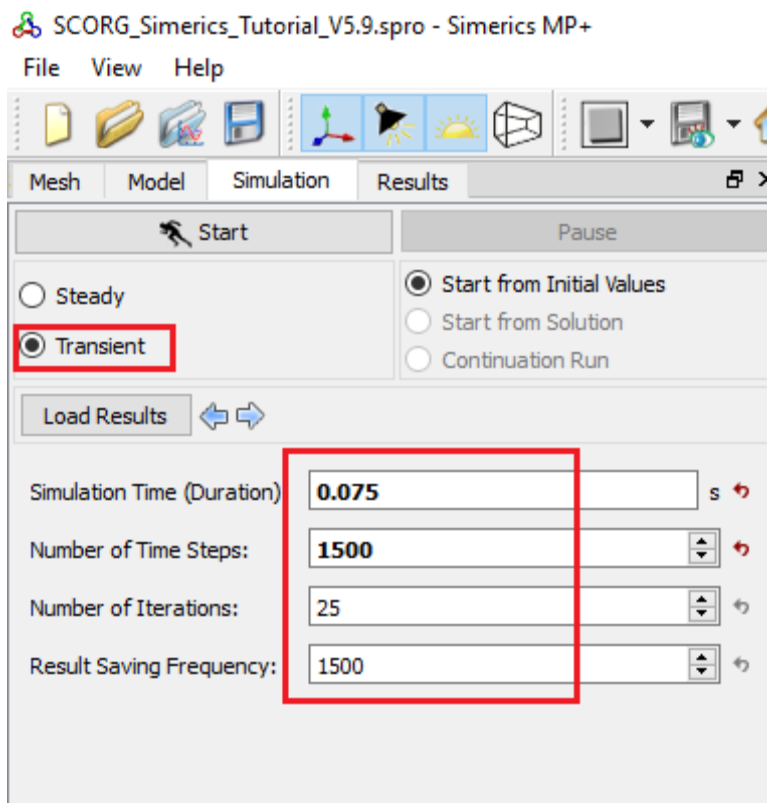 SCORG_Simerics_Tutorial_V5.9.spro - Simerics MP+
File View Help
Mesh Model Simulation Results
Start Pause
Steady
Transient
Start from Initial Values
Start from Solution
Continuation Run
Load Results
Simulation Time (Duration) 0.075 s
Number of Time Steps: 1500
Number of Iterations: 25
Result Saving Frequency: 1500